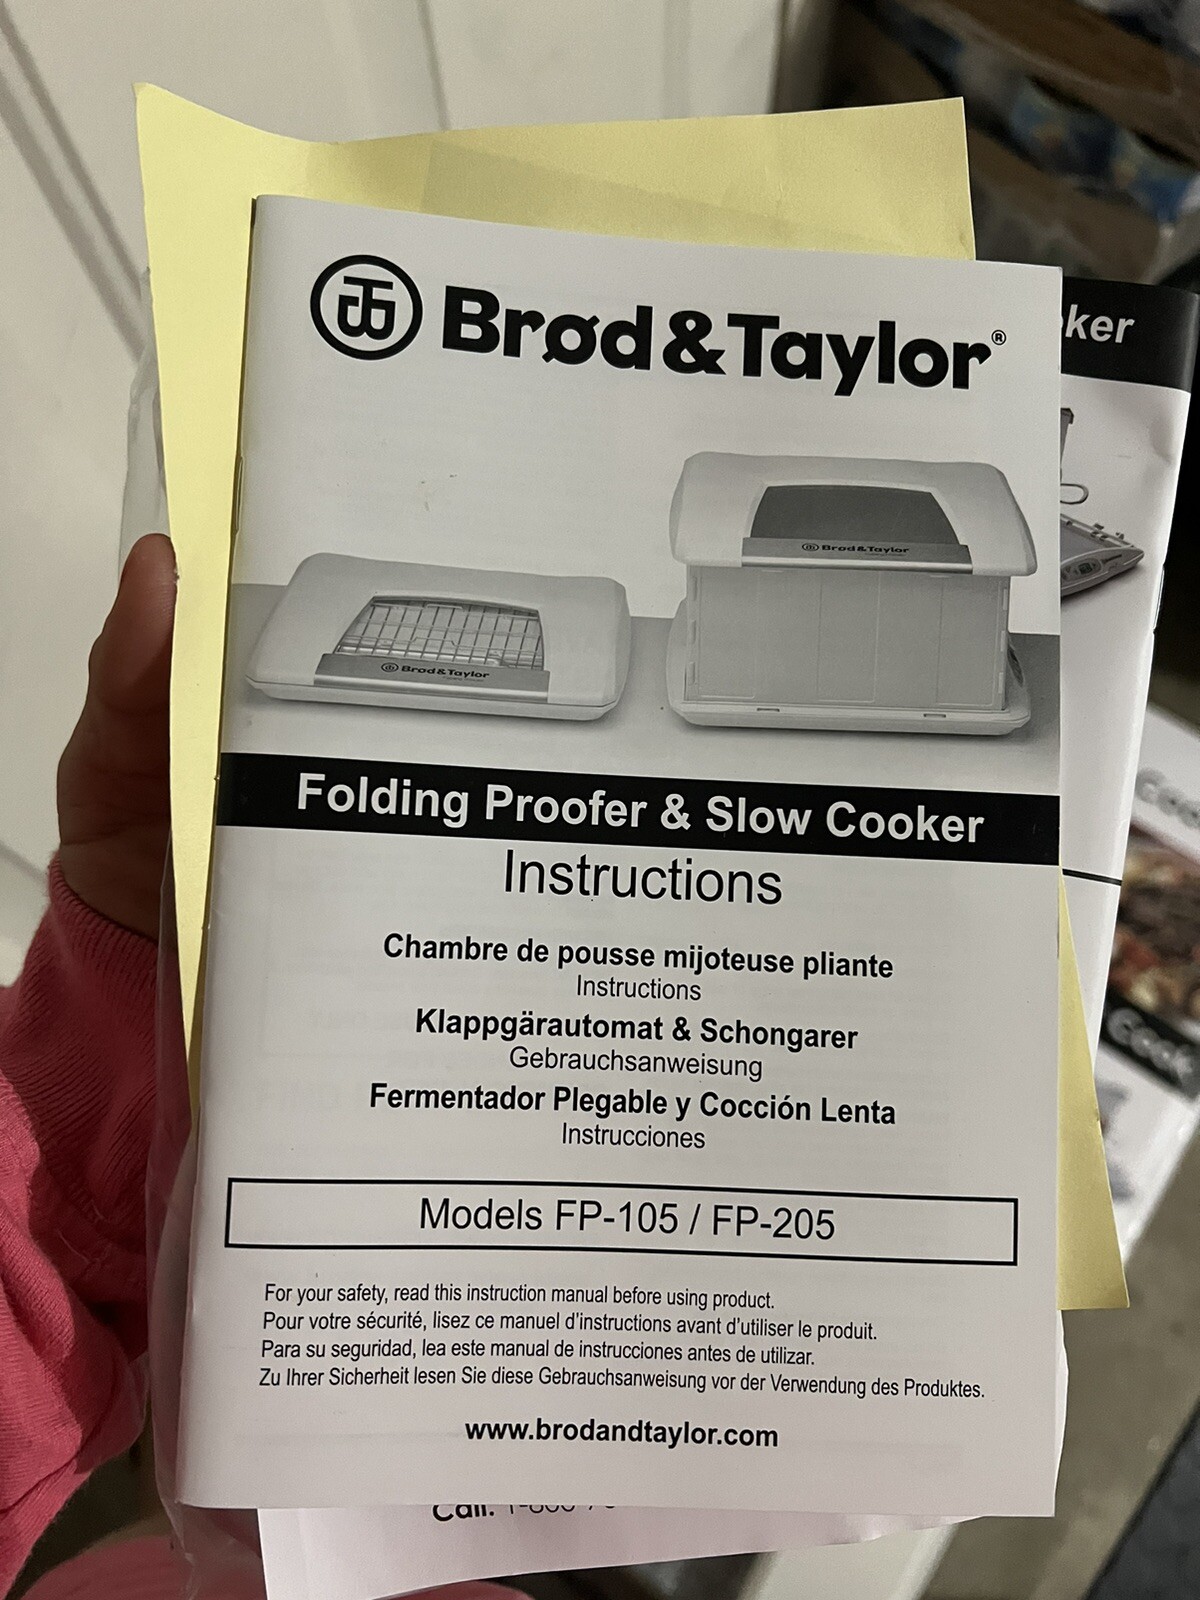 Brød&Taylor®
ker
Brød&Taylor
Brød&Taylor
Folding Proofer & Slow Cooker
Instructions
Chambre de pousse mijoteuse pliante
Instructions
Klappgärautomat & Schongarer
Gebrauchsanweisung
Fermentador Plegable y Cocción Lenta
Instrucciones
Models FP-105 / FP-205
For your safety, read this instruction manual before using product.
Pour votre sécurité, lisez ce manuel d'instructions avant d'utiliser le produit.
Para su seguridad, lea este manual de instrucciones antes de utilizar.
Zu Ihrer Sicherheit lesen Sie diese Gebrauchsanweisung vor der Verwendung des Produktes.
www.brodandtaylor.com
Call:
Cook